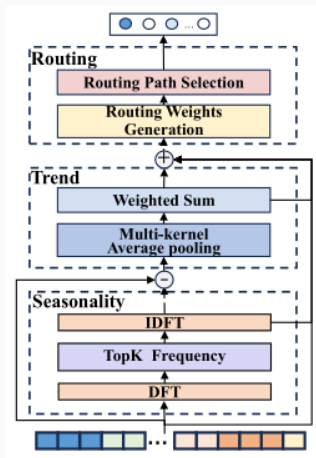 ...
Routing
Routing Path Selection
Routing Weights
Generation
+
Trend
Weighted Sum
Multi-kernel
Average pooling
−
Seasonality
IDFT
TopK Frequency
DFT
...